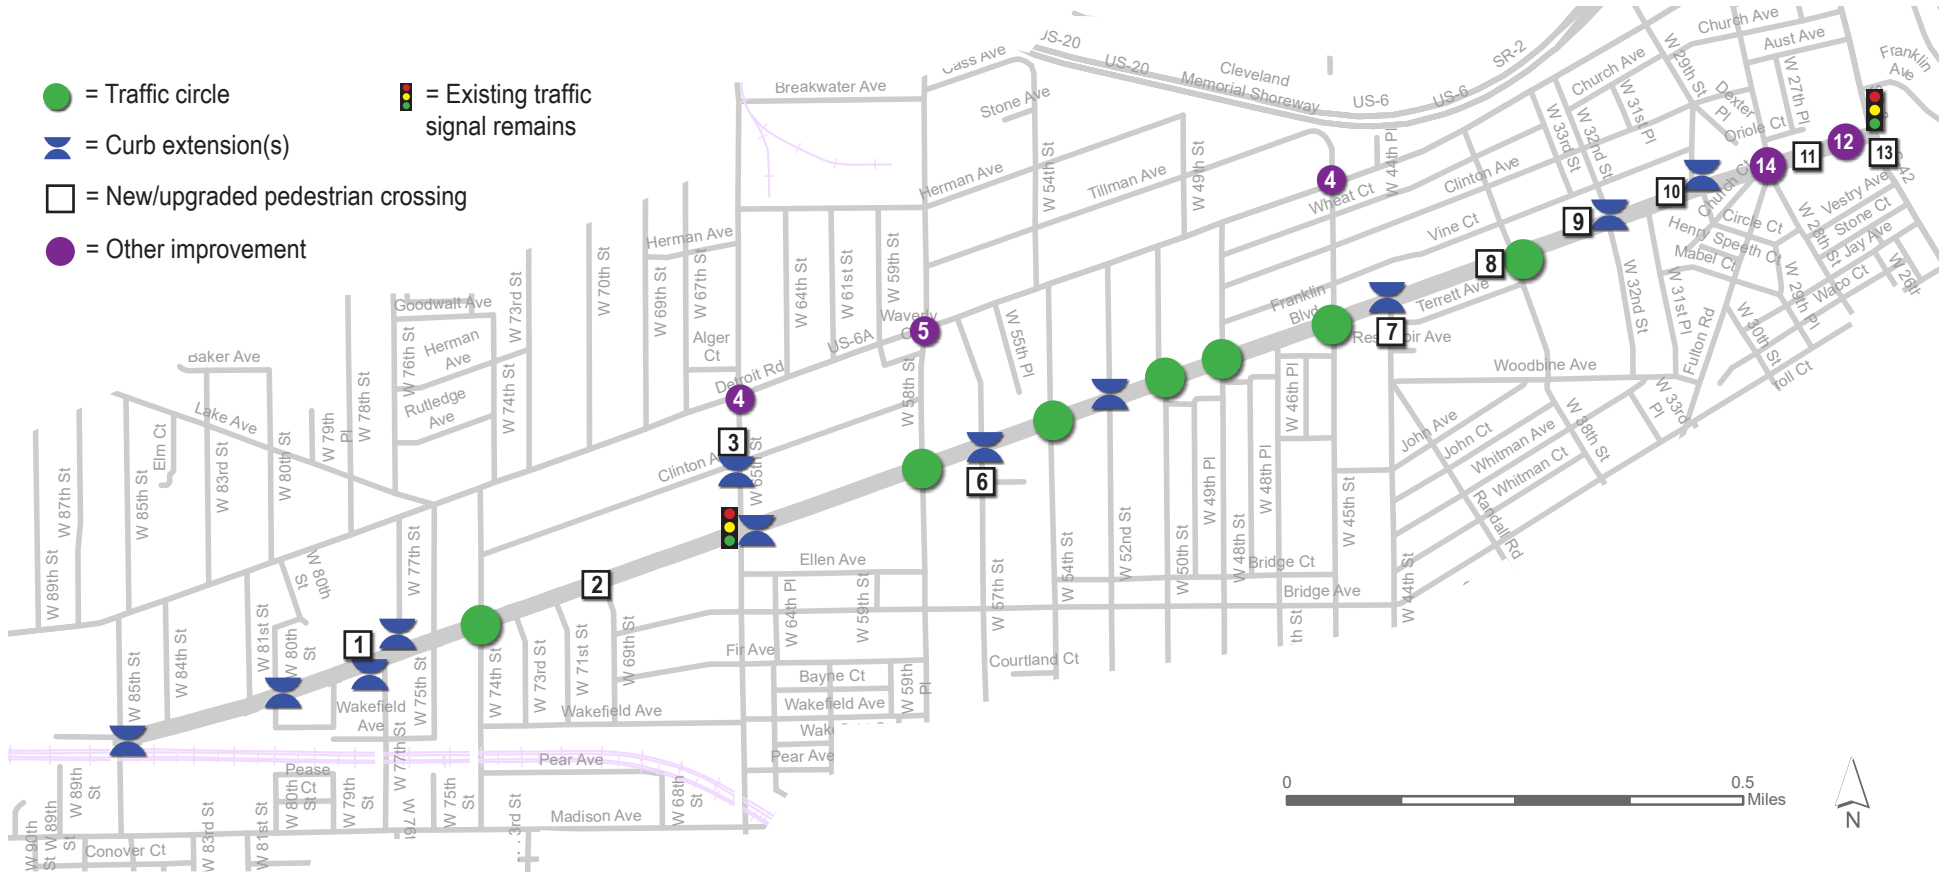 = Traffic circle
= Curb extension(s)
= New/upgraded pedestrian crossing
= Other improvement
= Existing traffic
signal remains
US-20
US-20
Cleveland
Memorial Shoreway
US-6
US-6
SR-2
Church Ave
Aust Ave
Franklin
Ave
Church Ave
W 29th St
W 27th Pl
Dexter
Pl
Oriole Ct
W 31st Pl
W 32nd St
W 33rd St
Breakwater Ave
Cass Ave
Stone Ave
Herman Ave
W 54th St
Tillman Ave
W 49th St
Wheat Ct
W 44th Pl
Clinton Ave
Vine Ct
4
12
13
11
14
10
9
8
Church Ct
Circle Ct
Henry Speeth Ct
Mabel Ct
Vestry Ave
Stone Ct
Jay Ave
Waco Ct
W 28th St
W 29th Pl
W 30th St
W 31st Pl
W 32nd St
Fulton Rd
W 33rd
Pl
Franklin
Blvd
Terrett Ave
7
Woodbine Ave
John Ave
John Ct
Whitman Ave
Whitman Ct
W 38th St
Randall Rd
Herman Ave
W 73rd St
W 70th St
W 69th St
W 67th St
W 64th St
W 61st St
W 59th St
5
Alger
Ct
US-6A
Detroit Rd
4
3
Clinton
W 65th St
W 58th St
W 55th Pl
6
Goodwalt Ave
W 76th St
Herman
Ave
Rutledge
Ave
W 74th St
Baker Ave
Lake Ave
W 79th
Pl
W 78th St
Elm Ct
W 83rd St
W 80th St
W 85th St
W 87th St
W 89th St
W 80th
St
W 77th St
W 81st St
W 80th
St
W 84th St
W 85th St
1
2
Wakefield
Ave
W 75th St
W 77th St
W 74th St
W 73rd St
W 71st St
W 69th St
Ellen Ave
W 64th Pl
W 59th St
Fir Ave
Bayne Ct
Wakefield Ave
Wakefield Ave
W 59th
Pl
Pear Ave
Pear Ave
Madison Ave
W 68th
St
Courtland Ct
W 57th St
W 54th St
W 52nd St
W 50th St
W 49th Pl
W 48th St
W 48th Pl
W 46th Pl
W 45th St
W 44th St
Bridge Ct
Bridge Ave
th St
Pease
Ct
W 80th
St
W 79th
St
W 75th
St
W 89th
St
W 89th
St
W 90th
St
W 83rd St
W 81st St
Conover Ct
0
0.5
Miles
N